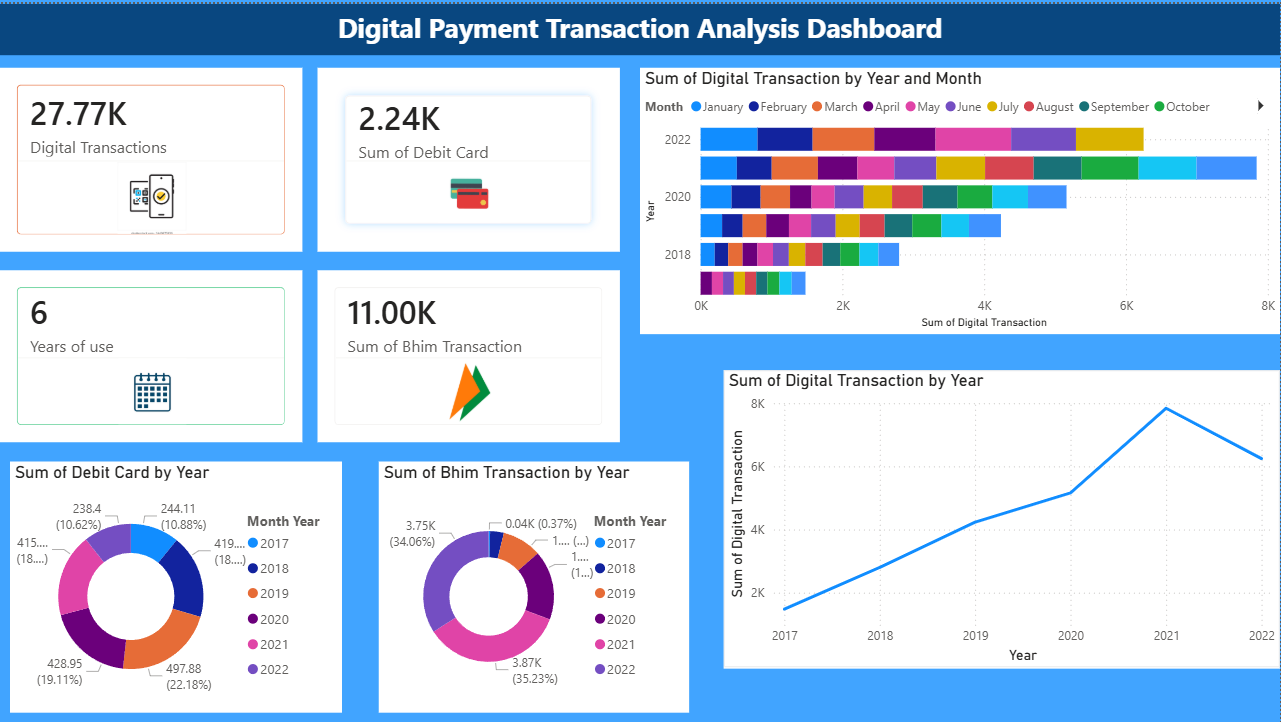 Digital Payment Transaction Analysis Dashboard
27.77K
Digital Transactions
2.24K
Sum of Debit Card
6
Years of use
11.00K
Sum of Bhim Transaction
Sum of Digital Transaction by Year and Month
Month January February March April May June July August September October
2022
2020
2018
Year
0K 2K 4K 6K 8K
Sum of Digital Transaction
Sum of Digital Transaction by Year
8K
6K
4K
2K
Sum of Digital Transaction
2017 2018 2019 2020 2021 2022
Year
Sum of Debit Card by Year
238.4
(10.62%)
244.11
(10.88%)
415....
(18....)
419....
(18....)
428.95
(19.11%)
497.88
(22.18%)
Month Year
2017
2018
2019
2020
2021
2022
Sum of Bhim Transaction by Year
3.75K
(34.06%)
0.04K (0.37%)
1.... (...)
1....
(1...)
3.87K
(35.23%)
Month Year
2017
2018
2019
2020
2021
2022